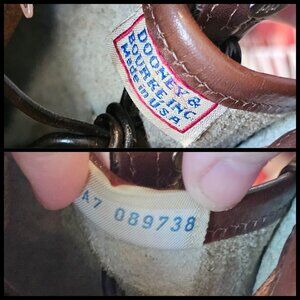 DOONEY &
BOURKE, INC.
Made in USA
A7 089738